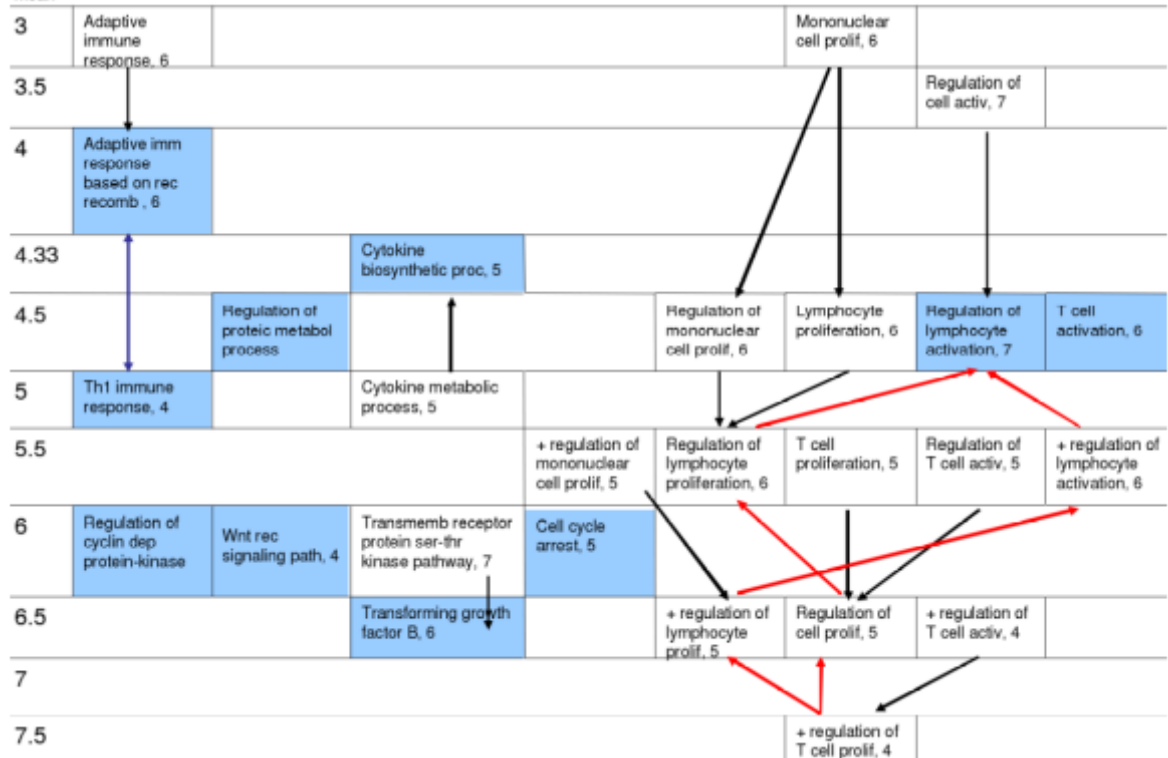 3
Adaptive
immune
response, 6
Mononuclear
cell prolif, 6
3.5
Regulation of
cell activ, 7
4
Adaptive imm
response
based on rec
recomb , 6
4.33
Cytokine
biosynthetic proc, 5
4.5
Regulation of
proteic metabol
process
Regulation of
mononuclear
cell prolif, 6
Lymphocyte
proliferation, 6
Regulation of
lymphocyte
activation, 7
T cell
activation, 6
5
Th1 immune
response, 4
Cytokine metabolic
process, 5
5.5
+ regulation of
mononuclear
cell prolif, 5
Regulation of
lymphocyte
proliferation, 6
T cell
proliferation, 5
Regulation of
T cell activ, 5
+ regulation of
lymphocyte
activation, 6
6
Regulation of
cyclin dep
protein-kinase
Wnt rec
signaling path, 4
Transmemb receptor
protein ser-thr
kinase pathway, 7
Cell cycle
arrest, 5
6.5
Transforming growth
factor B, 6
+ regulation of
lymphocyte
prolif, 5
Regulation of
cell prolif, 5
+ regulation of
T cell activ, 4
7
7.5
+ regulation of
T cell prolif, 4